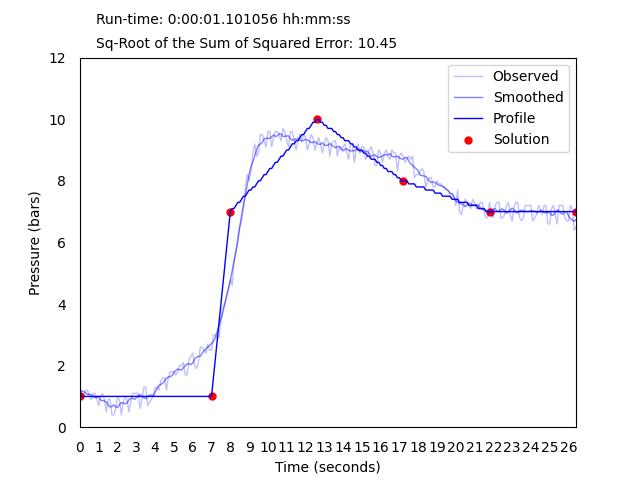 Run-time: 0:00:01.101056 hh:mm:ss
Sq-Root of the Sum of Squared Error: 10.45
12
10
8
6
4
2
0
Pressure (bars)
Observed
Smoothed
Profile
Solution
0 1 2 3 4 5 6 7 8 9 10 11 12 13 14 15 16 17 18 19 20 21 22 23 24 25 26
Time (seconds)